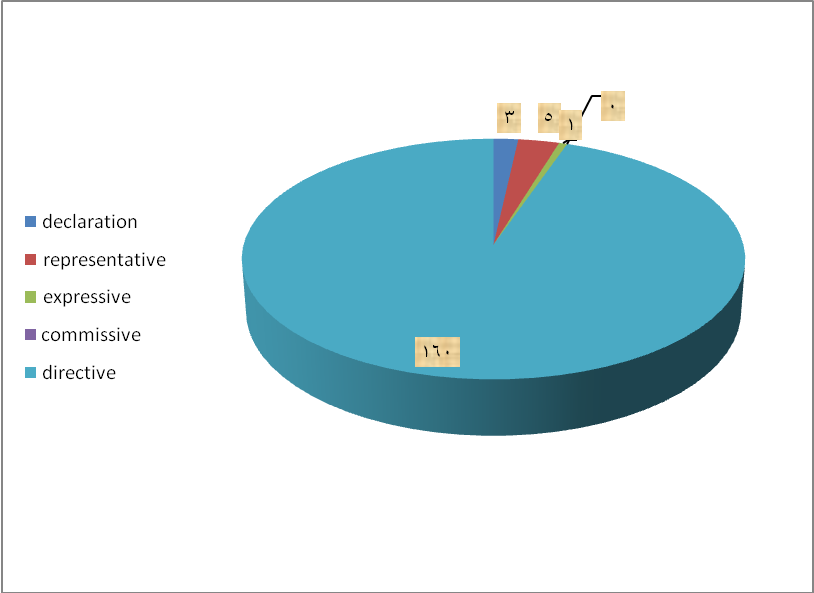 ٣
٥
١
٠
declaration
representative
expressive
commissive
directive
١٦٠